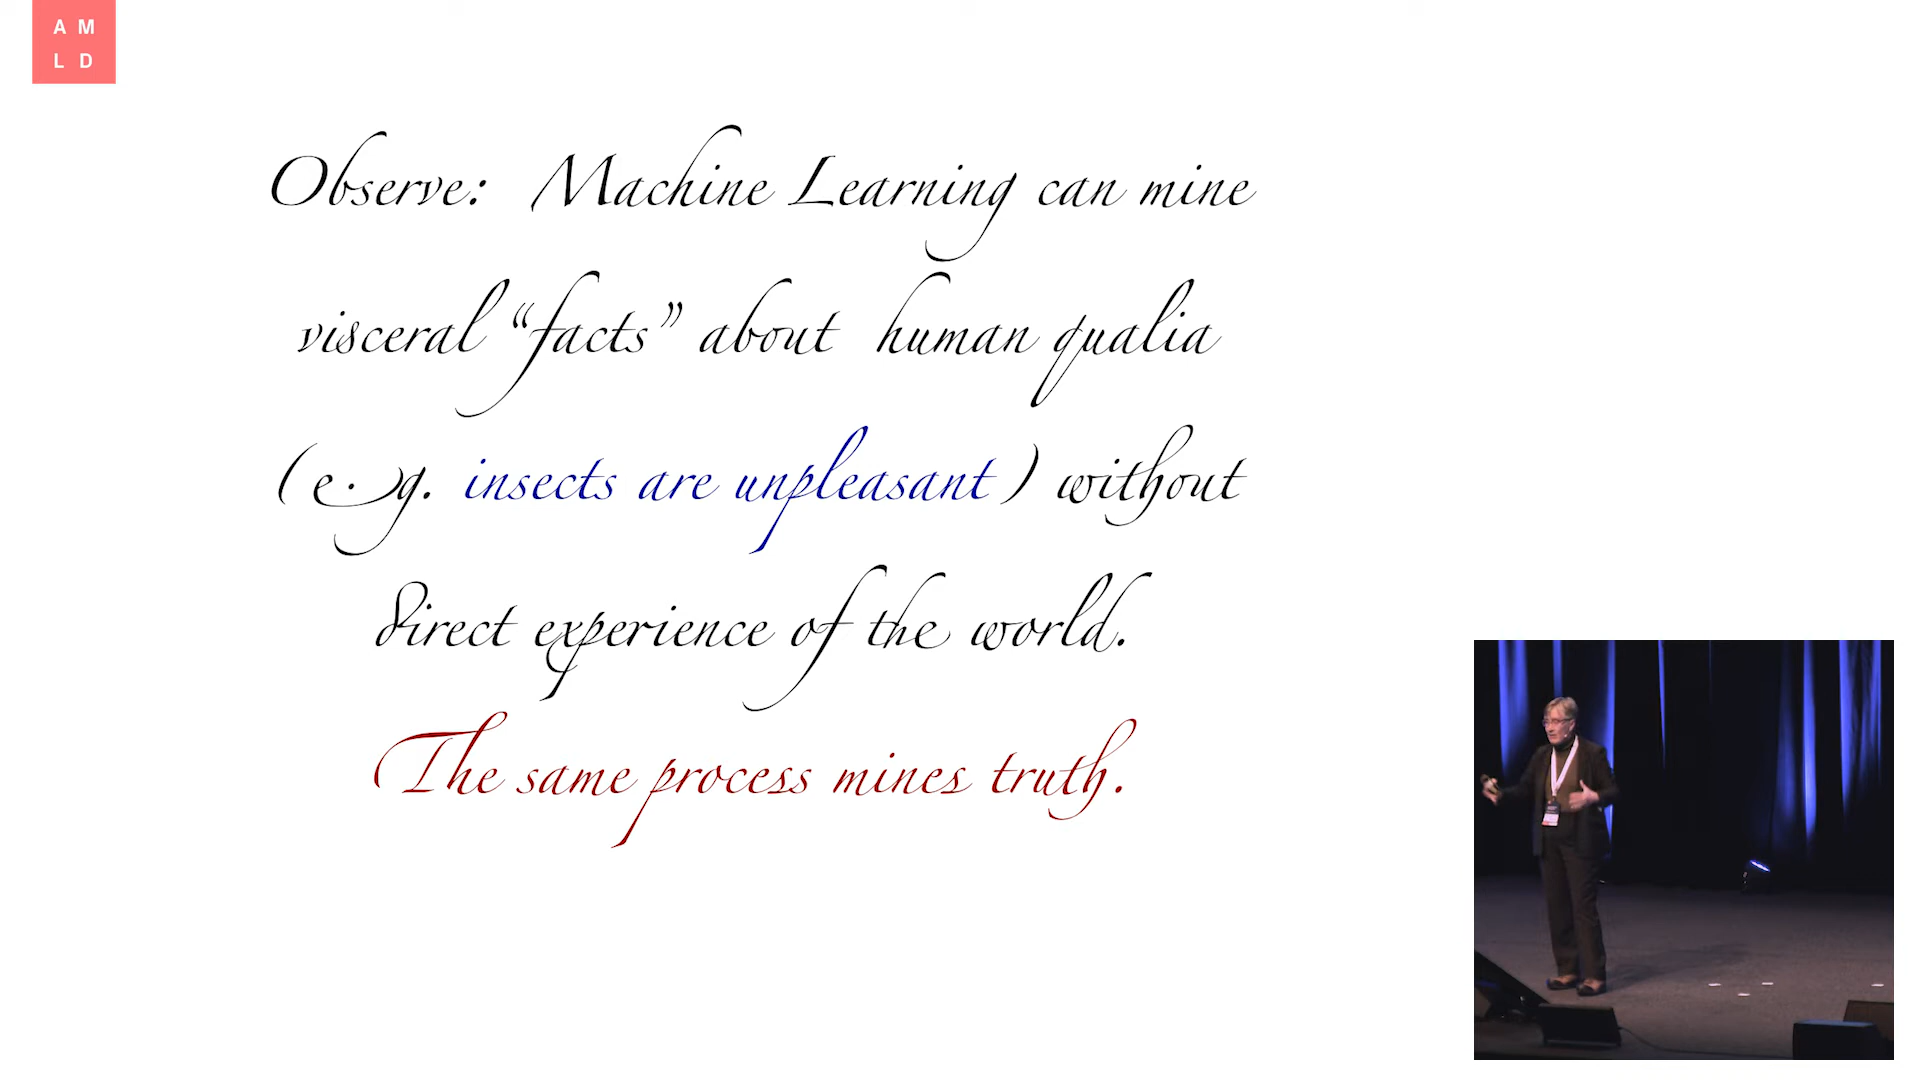 A M
L D
Observe: Machine Learning can mine
visceral “facts” about human qualia
(e.g. insects are unpleasant) without
direct experience of the world.
The same process mines truth.